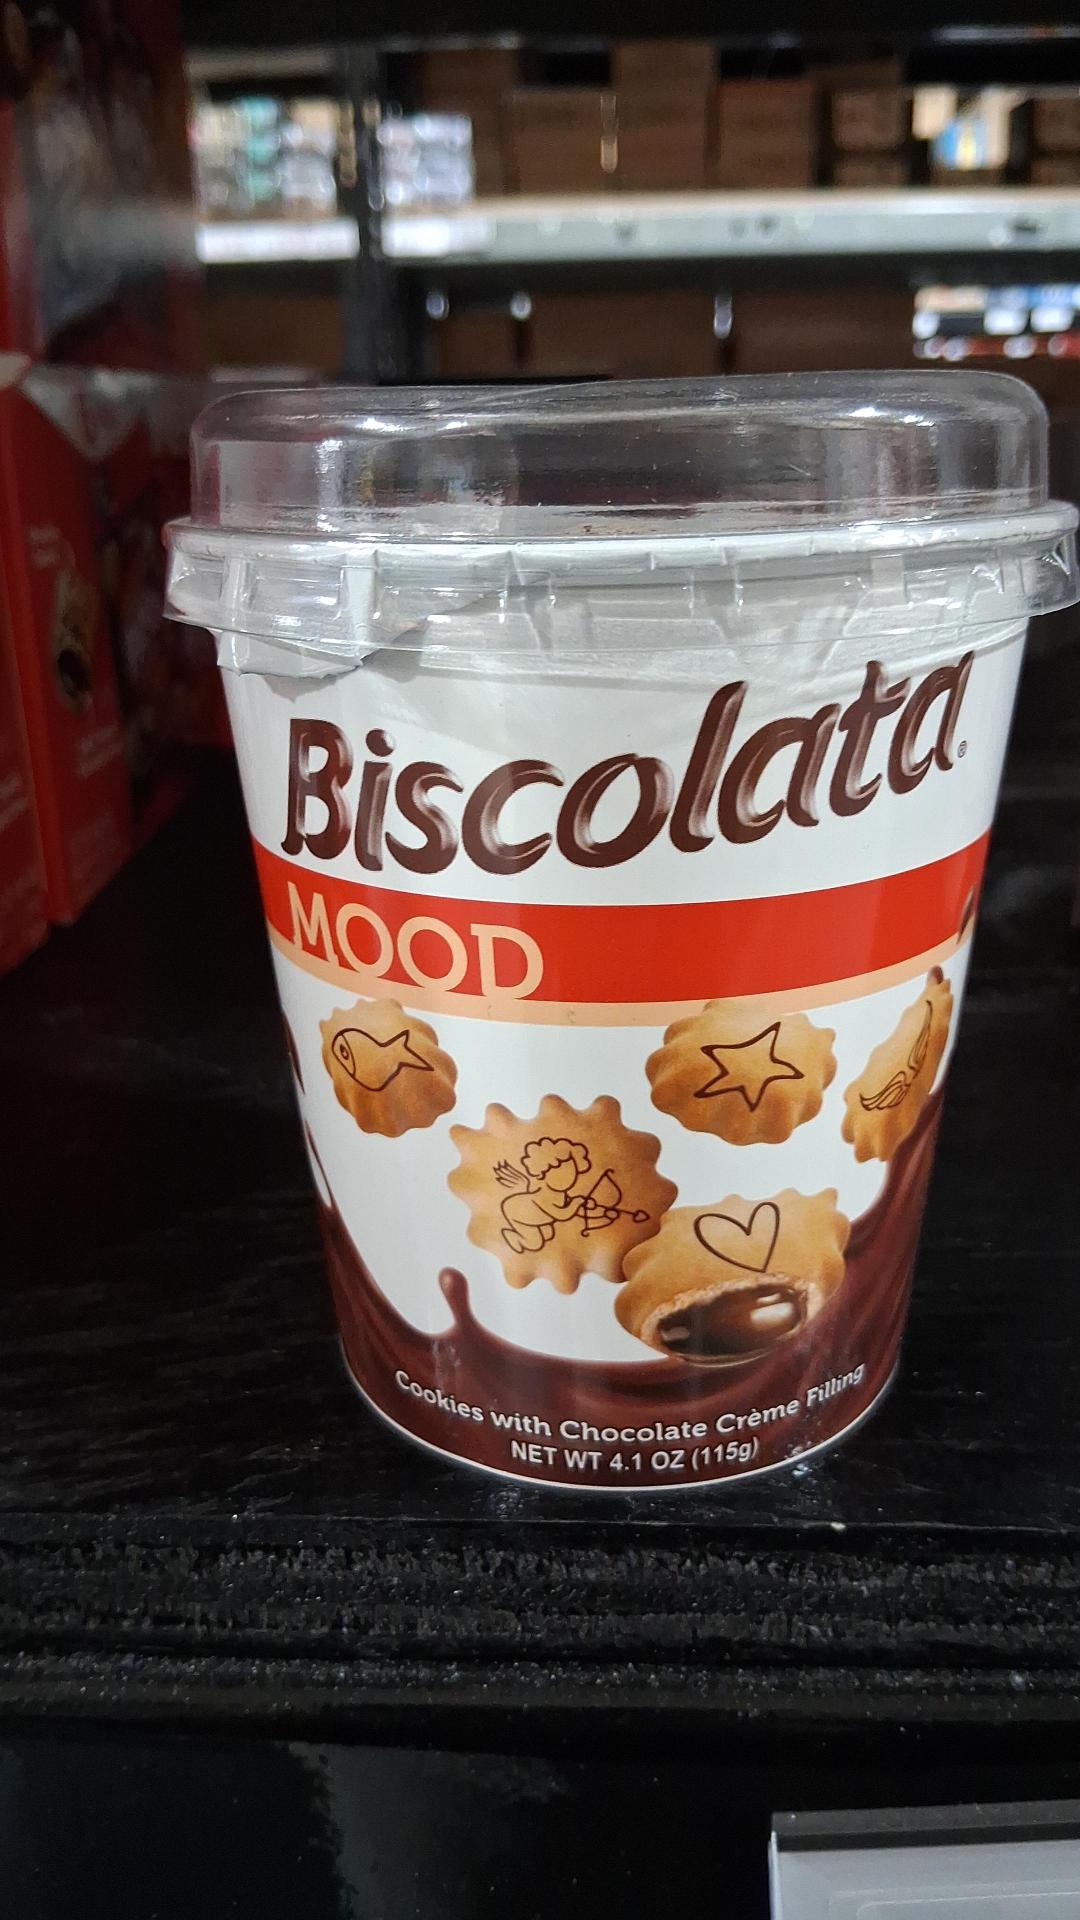 Biscolata®
MOOD
Cookies with Chocolate Crème Filling
NET WT 4.1 OZ (115g)